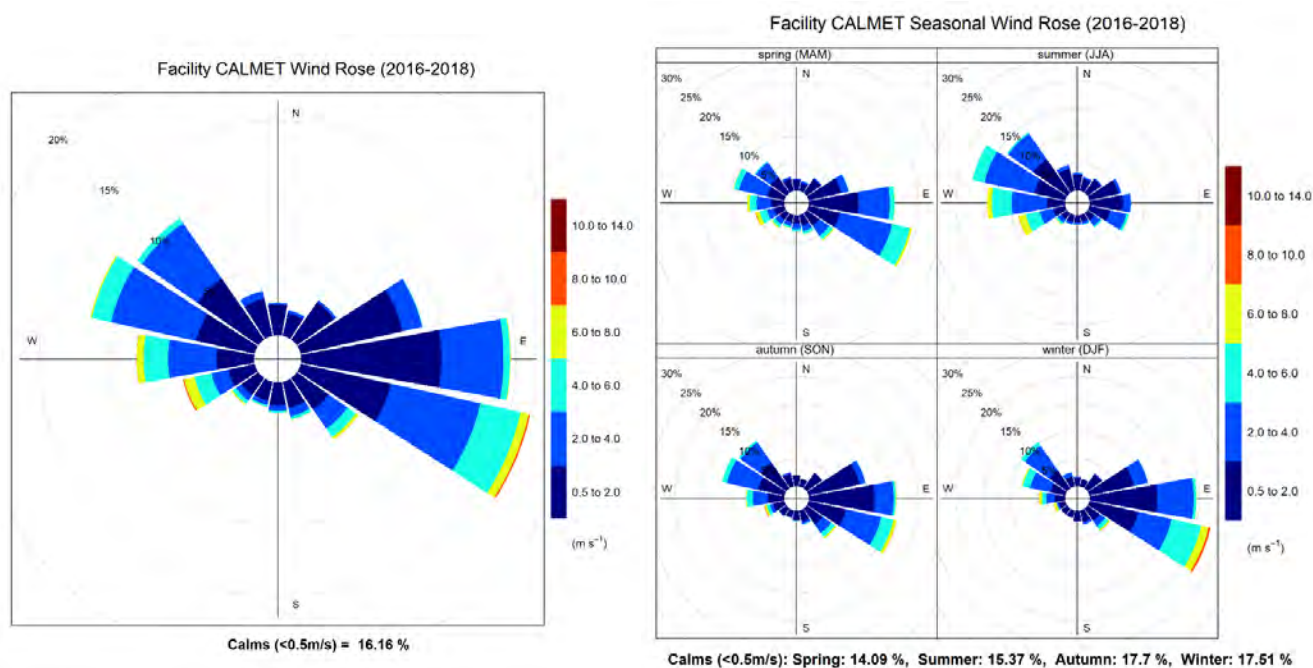 Facility CALMET Wind Rose (2016-2018)
N
20%
15%
10%
W
E
S
10.0 to 14.0
8.0 to 10.0
6.0 to 8.0
4.0 to 6.0
2.0 to 4.0
0.5 to 2.0
(m s⁻¹)
Calms (<0.5m/s) = 16.16 %
Facility CALMET Seasonal Wind Rose (2016-2018)
spring (MAM)
N
30%
25%
20%
15%
10%
5%
W
E
S
summer (JJA)
N
30%
25%
20%
15%
10%
W
E
S
autumn (SON)
N
30%
25%
20%
15%
10%
W
E
S
winter (DJF)
N
30%
25%
20%
15%
10%
5%
W
E
S
10.0 to 14.0
8.0 to 10.0
6.0 to 8.0
4.0 to 6.0
2.0 to 4.0
0.5 to 2.0
(m s⁻¹)
Calms (<0.5m/s): Spring: 14.09 %, Summer: 15.37 %, Autumn: 17.7 %, Winter: 17.51 %